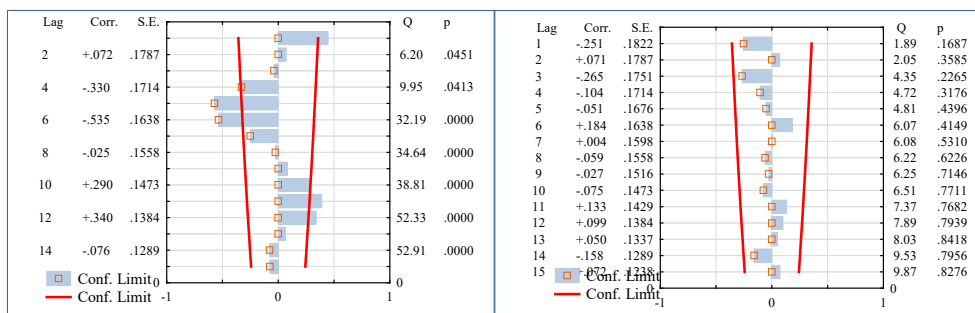 Lag Corr. S.E. Q p
2 +.072 .1787 6.20 .0451
4 -.330 .1714 9.95 .0413
6 -.535 .1638 32.19 .0000
8 -.025 .1558 34.64 .0000
10 +.290 .1473 38.81 .0000
12 +.340 .1384 52.33 .0000
14 -.076 .1289 52.91 .0000
Conf. Limit
0 0
Conf. Limit
-1 0 1
Lag Corr. S.E. Q p
1 -.251 .1822 1.89 .1687
2 +.071 .1787 2.05 .3585
3 -.265 .1751 4.35 .2265
4 -.104 .1714 4.72 .3176
5 -.051 .1676 4.81 .4396
6 +.184 .1638 6.07 .4149
7 +.004 .1598 6.08 .5310
8 -.059 .1558 6.22 .6226
9 -.027 .1516 6.25 .7146
10 -.075 .1473 6.51 .7711
11 +.133 .1429 7.37 .7682
12 +.099 .1384 7.89 .7939
13 +.050 .1337 8.03 .8418
14 -.158 .1289 9.53 .7956
15 +.072 .1238 9.87 .8276
Conf. Limit
0 0
Conf. Limit
-1 0 1